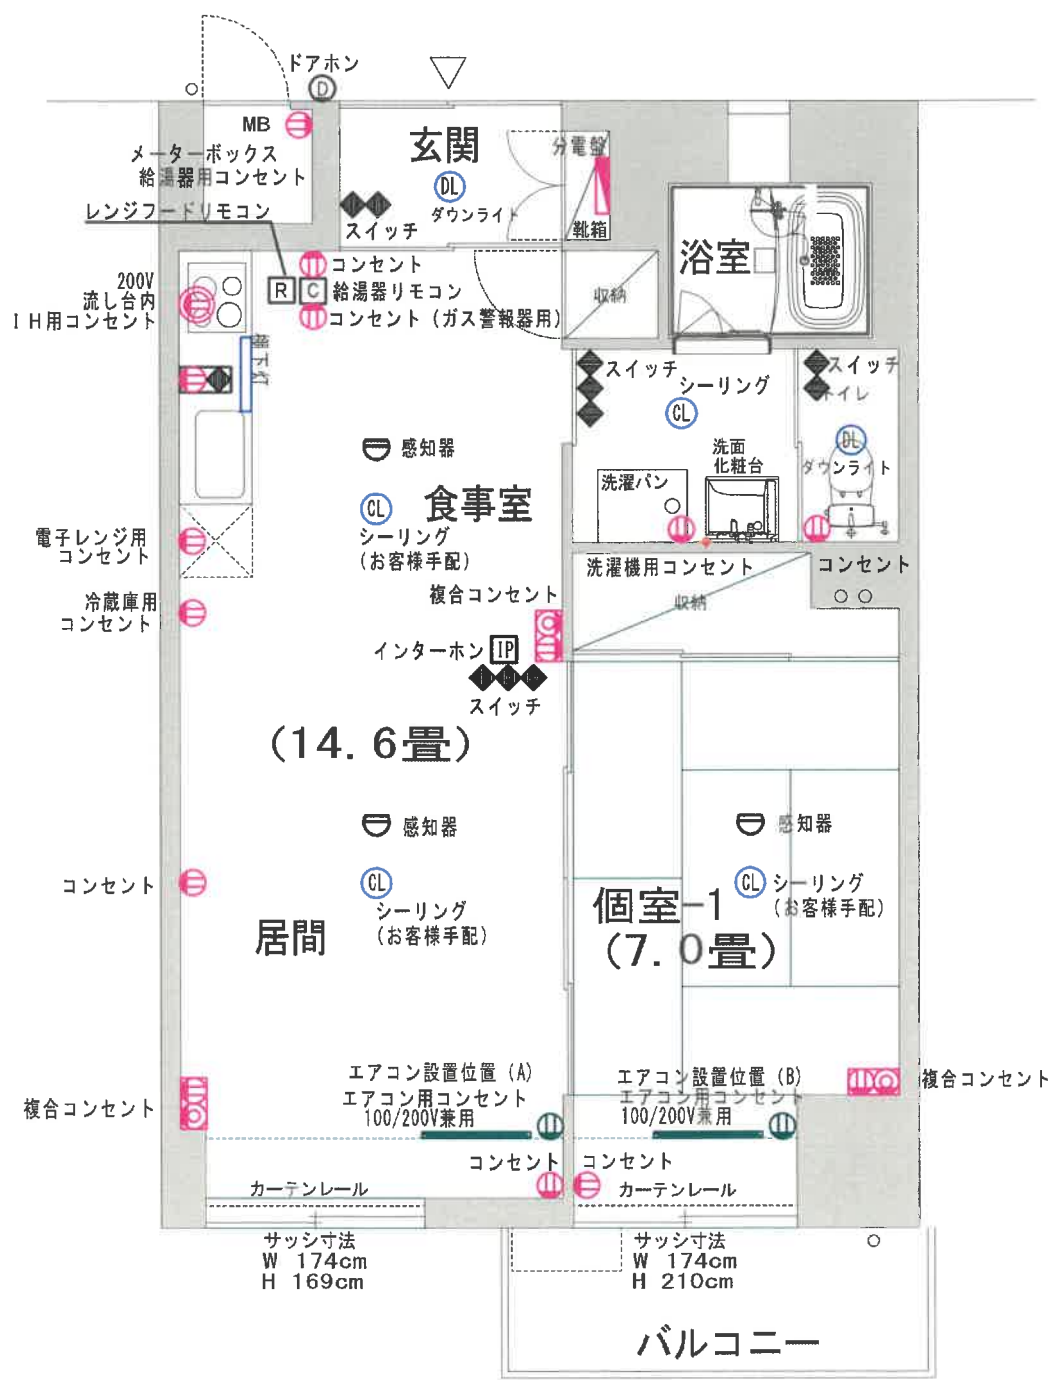 ドアホン
D
MB
メーターボックス
給湯器用コンセント
玄関
DL
ダウンライト
スイッチ
分電盤
靴箱
レンジフードリモコン
浴室
200V
流し台内
IH用コンセント
コンセント
R
C
給湯器リモコン
コンセント(ガス警報器用)
収納
棚下灯
スイッチ
シーリング
CL
スイッチ
トイレ
DL
ダウンライト
洗面
化粧台
洗濯パン
感知器
CL
食事室
シーリング
(お客様手配)
電子レンジ用
コンセント
洗濯機用コンセント
コンセント
冷蔵庫用
コンセント
複合コンセント
収納
インターホン
IP
スイッチ
(14.6畳)
感知器
感知器
コンセント
CL
シーリング
(お客様手配)
CL
シーリング
(お客様手配)
居間
個室-1
(7.0畳)
エアコン設置位置(A)
エアコン用コンセント
100/200V兼用
エアコン設置位置(B)
エアコン用コンセント
100/200V兼用
複合コンセント
複合コンセント
コンセント
コンセント
カーテンレール
カーテンレール
サッシ寸法
W 174cm
H 169cm
サッシ寸法
W 174cm
H 210cm
バルコニー